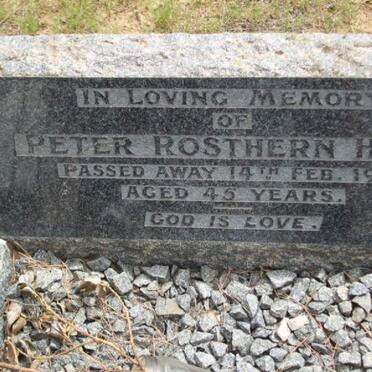 IN LOVING MEMOR
OF
PETER ROSTHERN H
PASSED AWAY 14TH FEB. 19
AGED 45 YEARS.
GOD IS LOVE.